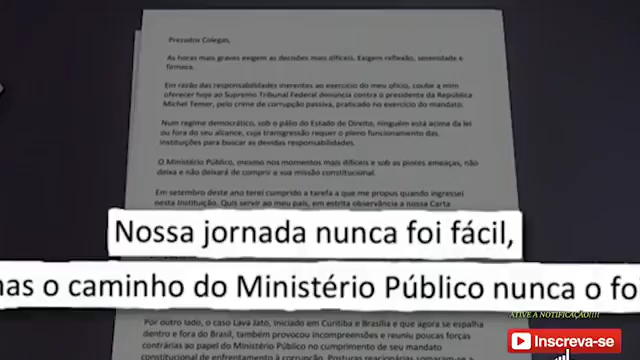 Prezados Colegas,
As horas mais graves exigem as decisões mais difíceis. Exigem reflexão, serenidade e
firmeza.
Em razão das responsabilidades inerentes ao exercício do meu ofício, coube a mim
oferecer hoje ao Supremo Tribunal Federal denúncia contra o presidente da República
Michel Temer, pelo crime de corrupção passiva, praticado no exercício do mandato.
Num regime democrático, sob o pálio do Estado de Direito, ninguém está acima da lei
ou fora do seu alcance, cuja transgressão requer o pleno funcionamento das
instituições para buscar as devidas responsabilidades.
O Ministério Público, mesmo nos momentos mais difíceis e sob as piores ameaças, não
deixa e não deixará de cumprir a sua missão constitucional.
Em setembro deste ano terei cumprido a tarefa a que me propus quando ingressei
nesta Instituição. Quis servir ao meu país, em estrita observância a nossa Carta
Nossa jornada nunca foi fácil,
o caminho do Ministério Público nunca o
ATIVE A NOTIFICAÇÃO!!!!
Por outro lado, o caso Lava Jato, iniciado em Curitiba e Brasília e que agora se espalha
dentro e fora do Brasil, também provocou incompreensões e reuniu poucas forças
contrárias ao papel do Ministério Público no cumprimento de seu mandato
constitucional de enfrentamento à corrupção. Posturas reacionárias somaram-se a
Inscreva-se